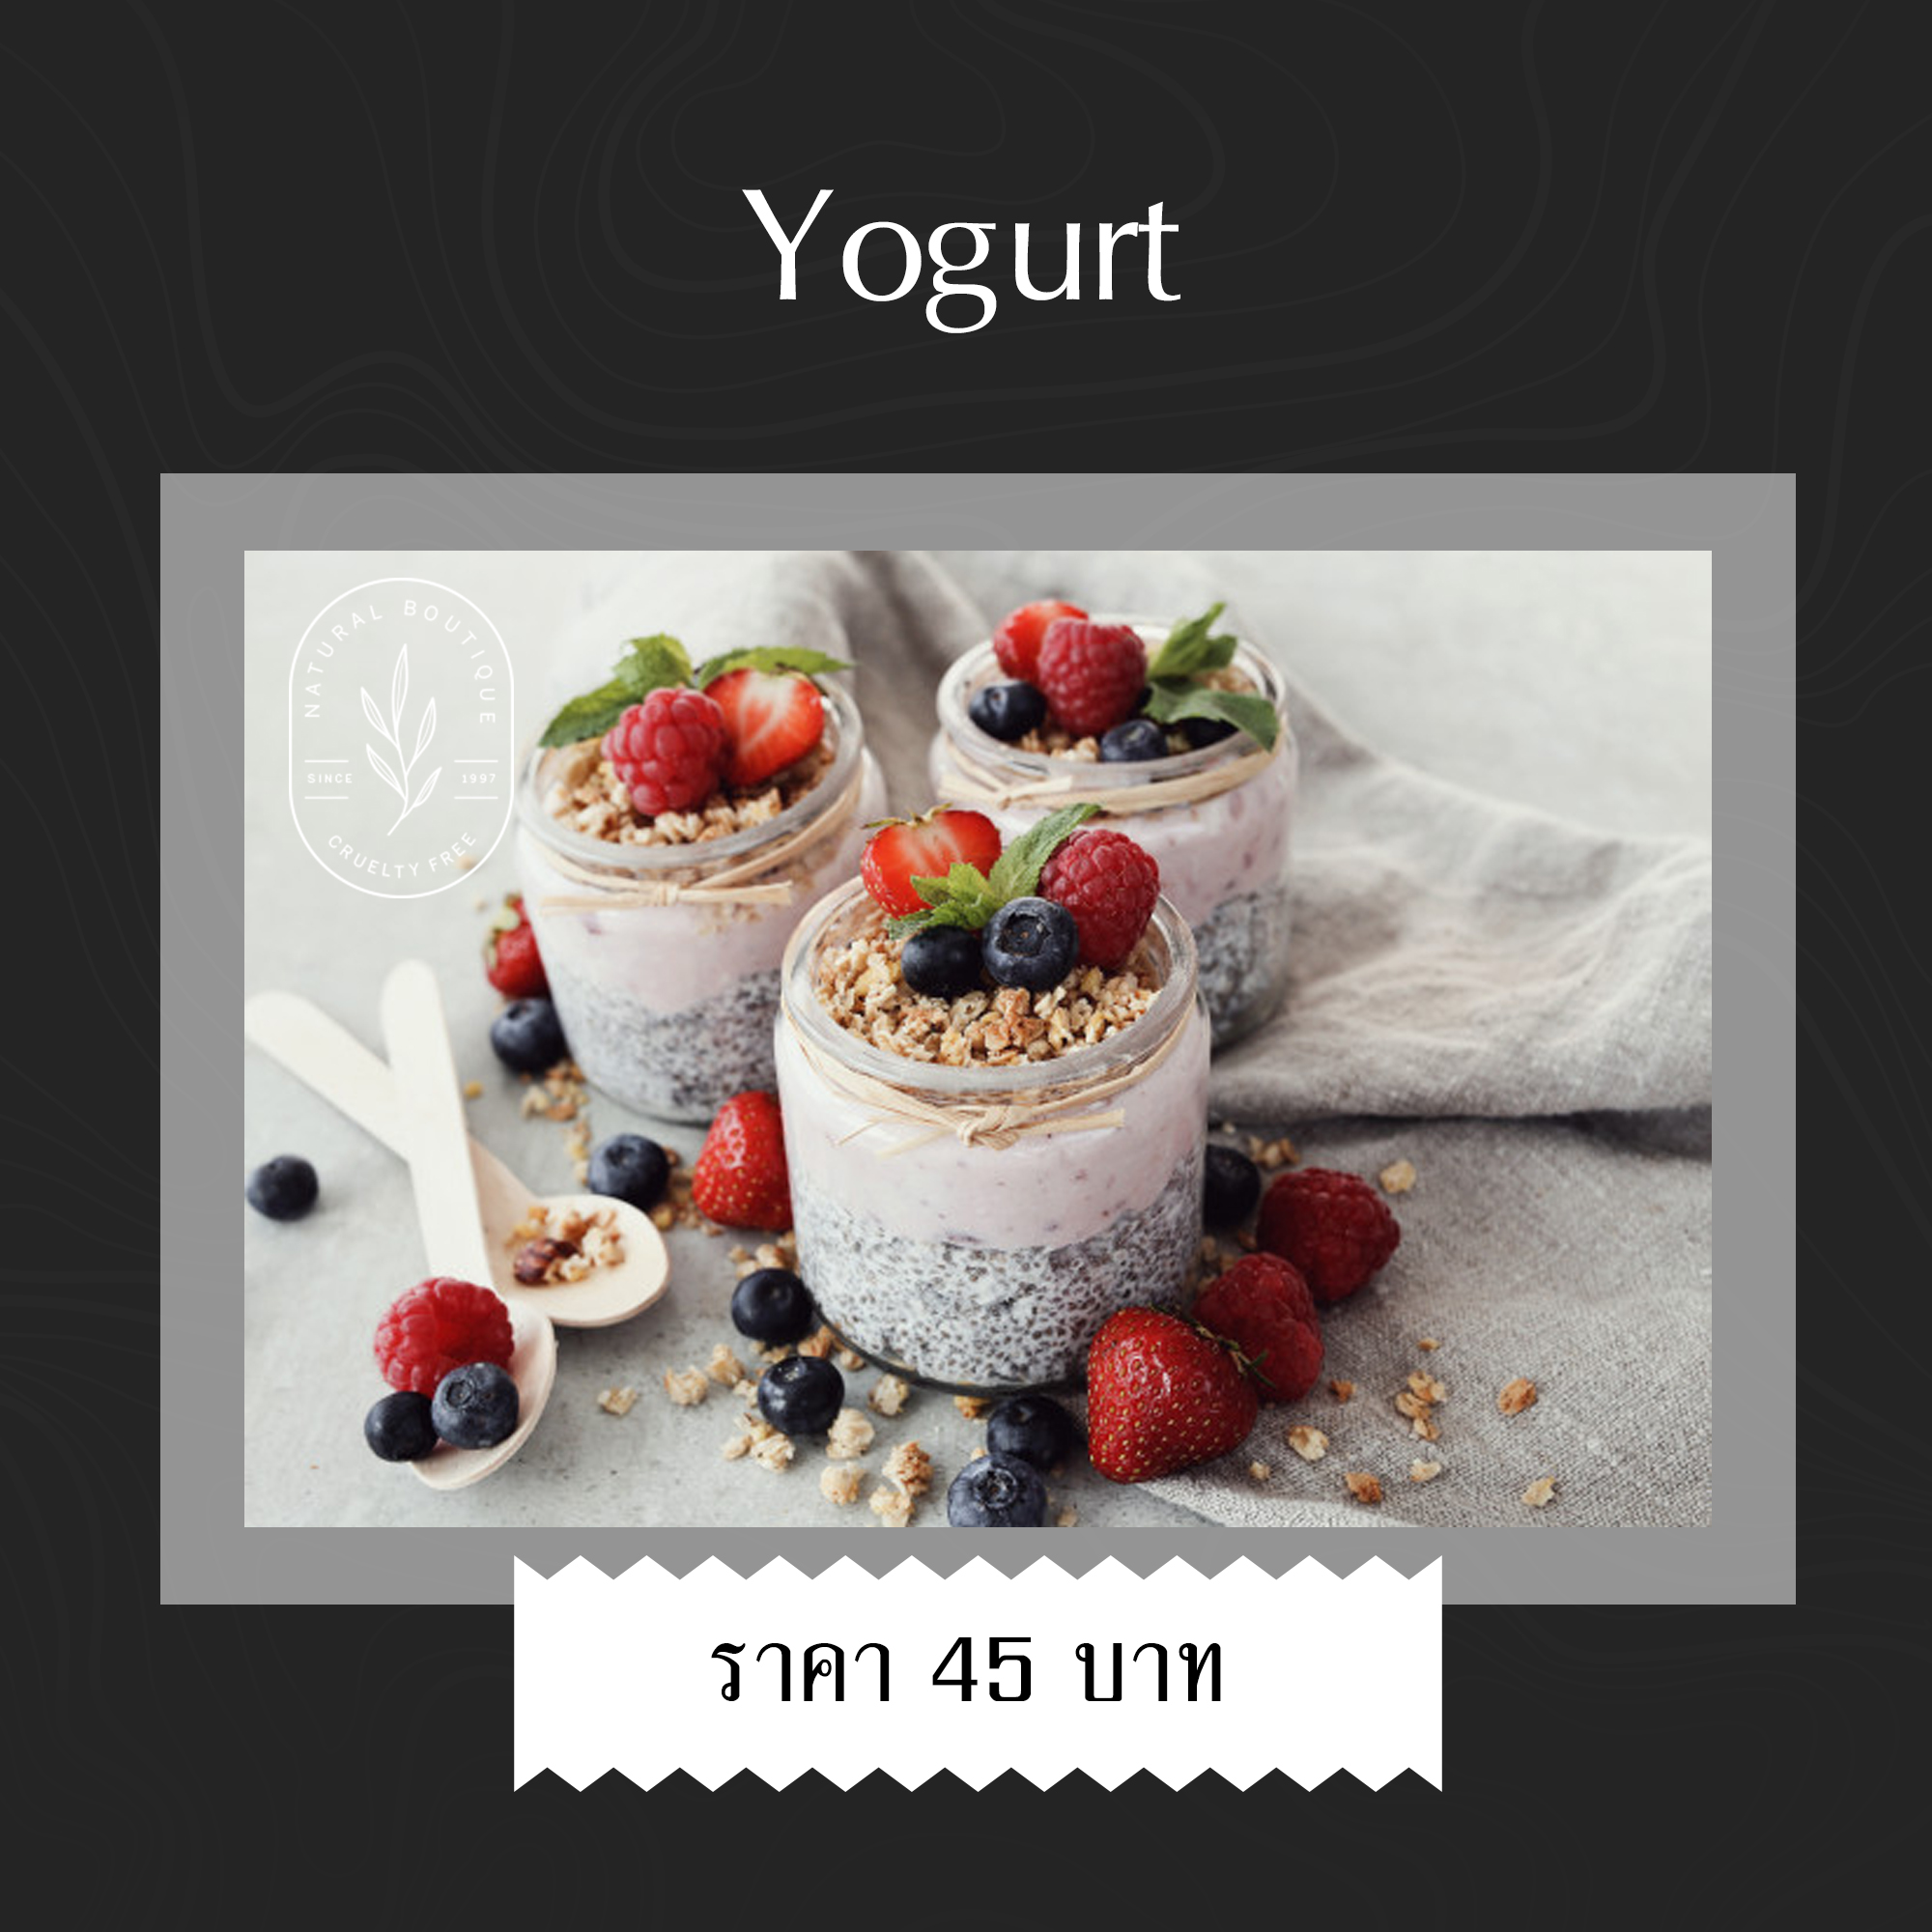 Yogurt
NATURAL BOUTIQUE
SINCE
1997
CRUELTY FREE
ราคา 45 บาท